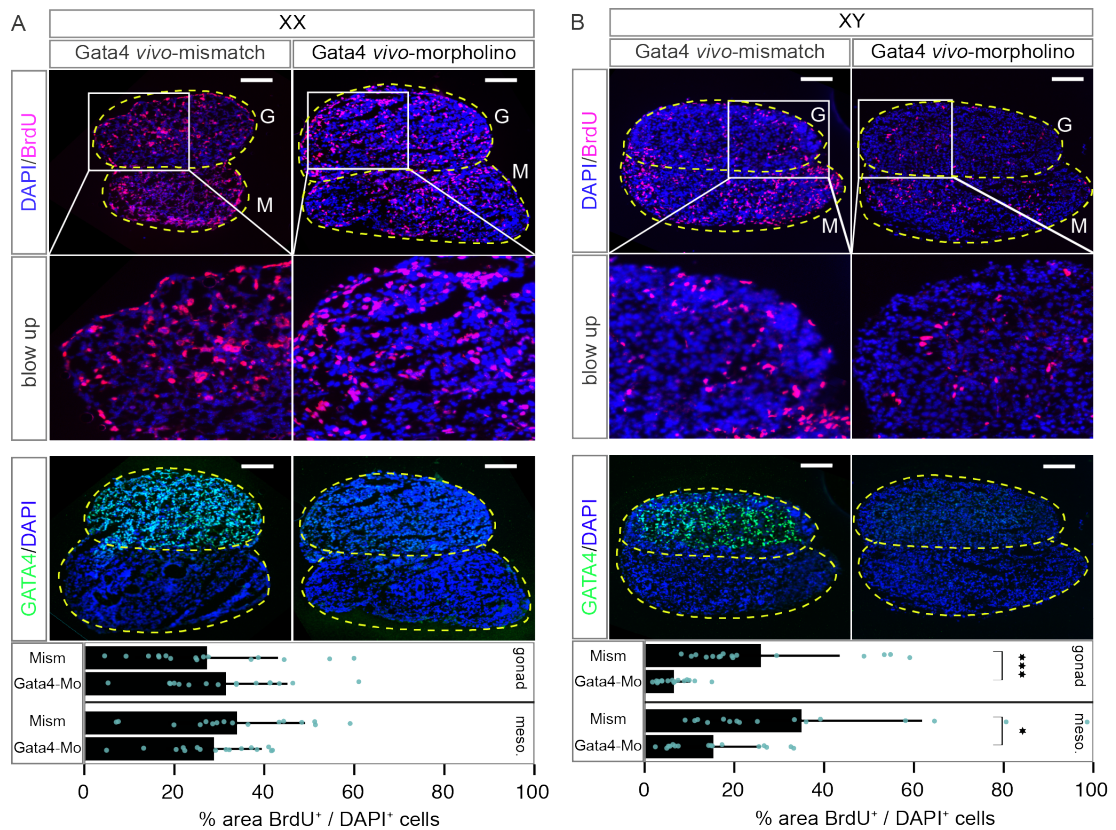 A
XX
Gata4 vivo-mismatch
Gata4 vivo-morpholino
DAPI/BrdU
G
M
G
M
blow up
GATA4/DAPI
Mism
Gata4-Mo
gonad
Mism
Gata4-Mo
meso.
0 20 40 60 80 100
% area BrdU⁺ / DAPI⁺ cells
B
XY
Gata4 vivo-mismatch
Gata4 vivo-morpholino
DAPI/BrdU
G
M
G
M
blow up
GATA4/DAPI
Mism
Gata4-Mo
***
gonad
Mism
Gata4-Mo
*
meso.
0 20 40 60 80 100
% area BrdU⁺ / DAPI⁺ cells